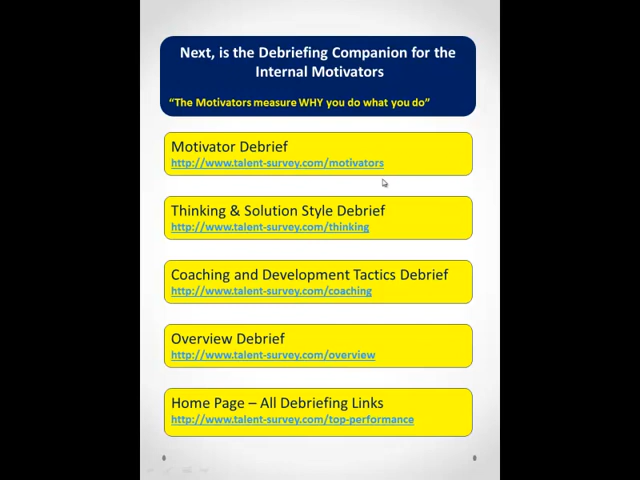 Next, is the Debriefing Companion for the
Internal Motivators
“The Motivators measure WHY you do what you do”
Motivator Debrief
http://www.talent-survey.com/motivators
Thinking & Solution Style Debrief
http://www.talent-survey.com/thinking
Coaching and Development Tactics Debrief
http://www.talent-survey.com/coaching
Overview Debrief
http://www.talent-survey.com/overview
Home Page – All Debriefing Links
http://www.talent-survey.com/top-performance